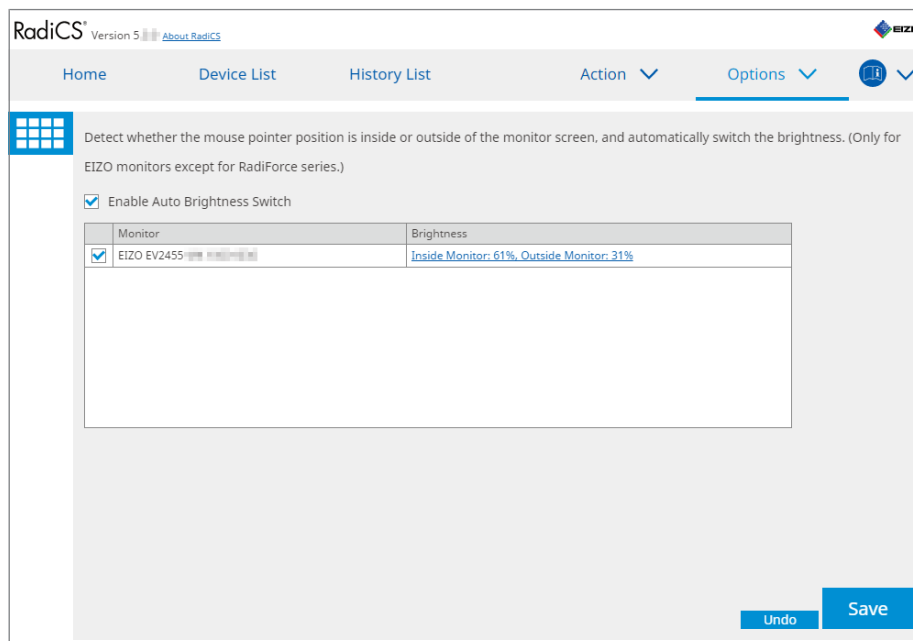 RadiCS® Version 5. About RadiCS
EIZO
Home Device List History List Action Options
Detect whether the mouse pointer position is inside or outside of the monitor screen, and automatically switch the brightness. (Only for
EIZO monitors except for RadiForce series.)
Enable Auto Brightness Switch
Monitor Brightness
EIZO EV2455 Inside Monitor: 61%, Outside Monitor: 31%
Undo Save